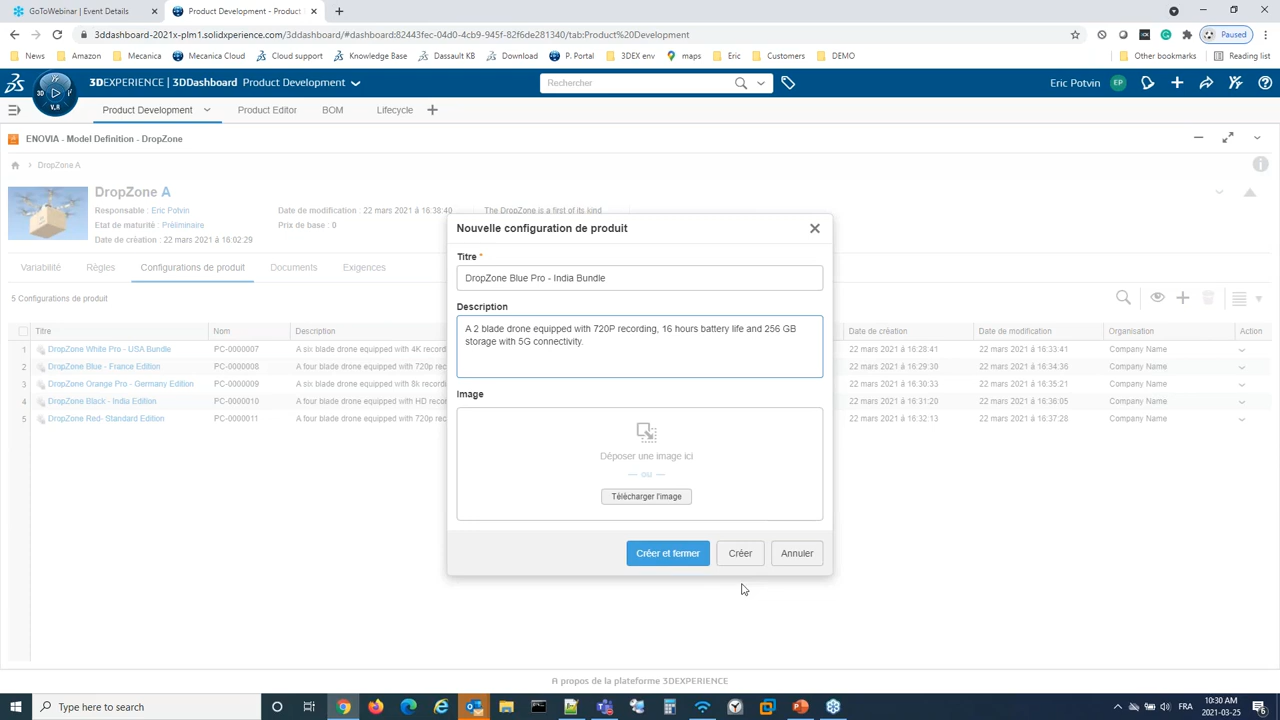 GoToWebinar | Event Details
Product Development - Product D
3ddashboard-2021x-plm1.solidxperience.com/3ddashboard/#dashboard:82443fec-04d0-4cb9-945f-82f6de281340/tab:Product%20Development
Paused
News Amazon Mecanica Mecanica Cloud Cloud support Knowledge Base Dassault KB Download P. Portal 3DEX env maps Eric Customers DEMO Other bookmarks Reading list
3DEXPERIENCE | 3DDashboard Product Development
3D
V.R
Rechercher
Eric Potvin EP
Product Development Product Editor BOM Lifecycle
ENOVIA - Model Definition - DropZone
DropZone A
DropZone A
Responsable : Eric Potvin
Date de modification : 22 mars 2021 à 16:38:40
The DropZone is a first of its kind
Etat de maturité : Préliminaire
Prix de base : 0
Date de création : 22 mars 2021 à 16:02:29
Variabilité Règles Configurations de produit Documents Exigences
5 Configurations de produit
Titre Nom Description Date de création Date de modification Organisation Action
1 DropZone White Pro - USA Bundle PC-0000007 A six blade drone equipped with 4K record 22 mars 2021 à 16:28:41 22 mars 2021 à 16:33:41 Company Name
2 DropZone Blue - France Edition PC-0000008 A four blade drone equipped with 720p rec 22 mars 2021 à 16:29:30 22 mars 2021 à 16:34:36 Company Name
3 DropZone Orange Pro - Germany Edition PC-0000009 A six blade drone equipped with 8k record 22 mars 2021 à 16:30:33 22 mars 2021 à 16:35:21 Company Name
4 DropZone Black - India Edition PC-0000010 A four blade drone equipped with HD record 22 mars 2021 à 16:31:20 22 mars 2021 à 16:36:05 Company Name
5 DropZone Red- Standard Edition PC-0000011 A four blade drone equipped with 720p rec 22 mars 2021 à 16:32:13 22 mars 2021 à 16:37:28 Company Name
Nouvelle configuration de produit
Titre *
DropZone Blue Pro - India Bundle
Description
A 2 blade drone equipped with 720P recording, 16 hours battery life and 256 GB
storage with 5G connectivity.
Image
Déposer une image ici
— ou —
Télécharger l'image
Créer et fermer Créer Annuler
A propos de la plateforme 3DEXPERIENCE
Type here to search
FRA
10:30 AM
2021-03-25